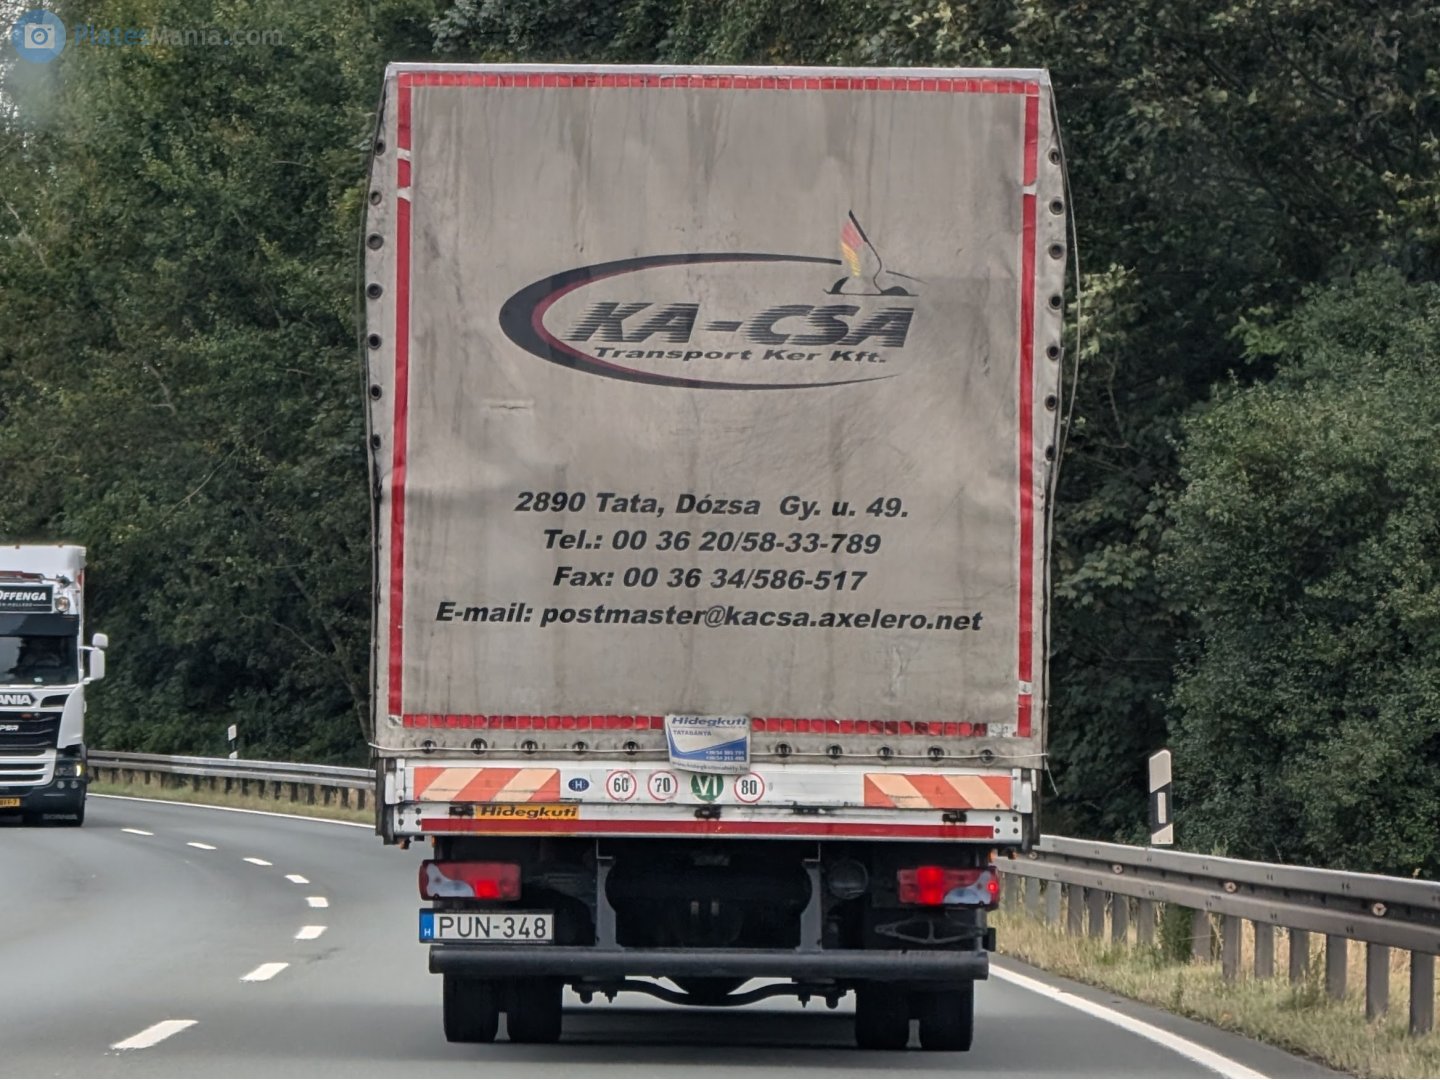 PlatesMania.com
KA-CSA
Transport Ker Kft.
2890 Tata, Dózsa Gy. u. 49.
Tel.: 00 36 20/58-33-789
Fax: 00 36 34/586-517
E-mail: postmaster@kacsa.axelero.net
OFFENGA
SCANIA
Hidegkuti
TATABÁNYA
H 60 70 VI 80
Hidegkuti
H PUN-348